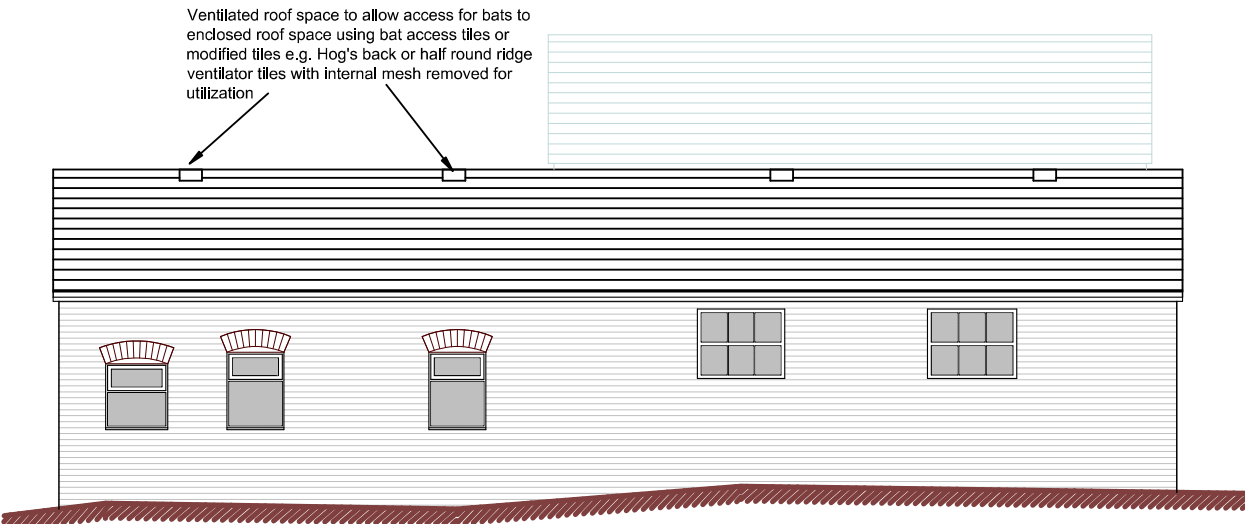 Ventilated roof space to allow access for bats to
enclosed roof space using bat access tiles or
modified tiles e.g. Hog's back or half round ridge
ventilator tiles with internal mesh removed for
utilization